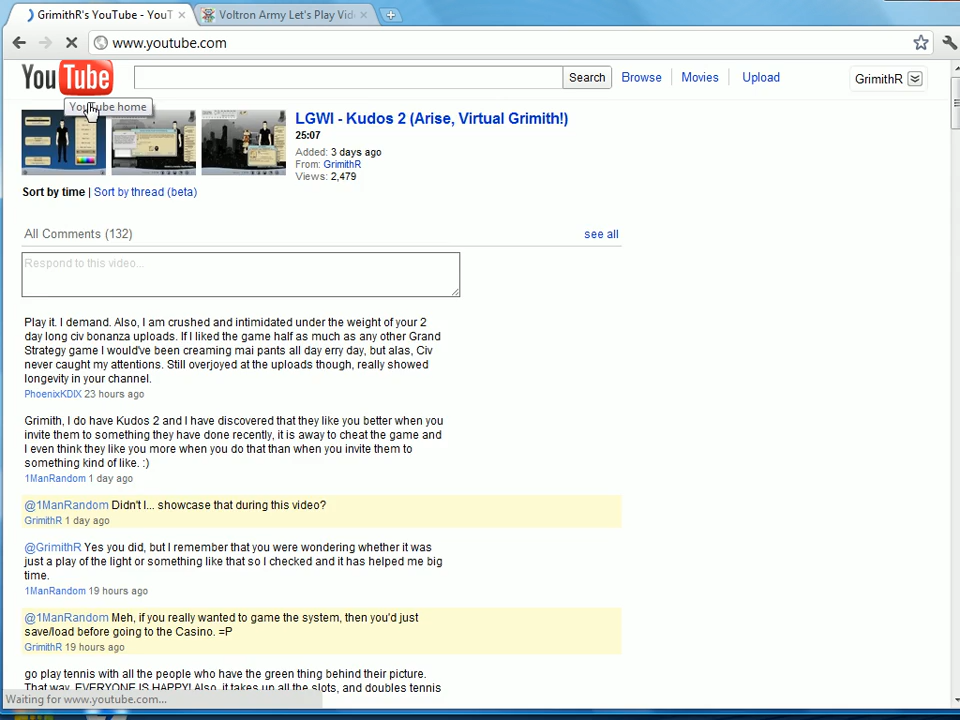 GrimithR's YouTube - YouT
Voltron Army Let's Play Vid
www.youtube.com
YouTube
Search
Browse
Movies
Upload
GrimithR
YouTube home
LGWI - Kudos 2 (Arise, Virtual Grimith!)
25:07
Added: 3 days ago
From: GrimithR
Views: 2,479
Sort by time | Sort by thread (beta)
All Comments (132)
see all
Respond to this video...
Play it. I demand. Also, I am crushed and intimidated under the weight of your 2
day long civ bonanza uploads. If I liked the game half as much as any other Grand
Strategy game I would've been creaming mai pants all day erry day, but alas, Civ
never caught my attentions. Still overjoyed at the uploads though, really showed
longevity in your channel.
PhoenixKDIX 23 hours ago
Grimith, I do have Kudos 2 and I have discovered that they like you better when you
invite them to something they have done recently, it is away to cheat the game and
I even think they like you more when you do that than when you invite them to
something kind of like. :)
1ManRandom 1 day ago
@1ManRandom Didn't I... showcase that during this video?
GrimithR 1 day ago
@GrimithR Yes you did, but I remember that you were wondering whether it was
just a play of the light or something like that so I checked and it has helped me big
time.
1ManRandom 19 hours ago
@1ManRandom Meh, if you really wanted to game the system, then you'd just
save/load before going to the Casino. =P
GrimithR 19 hours ago
go play tennis with all the people who have the green thing behind their picture.
That way, EVERYONE IS HAPPY! Also, it takes up all the slots, and doubles tennis
Waiting for www.youtube.com...